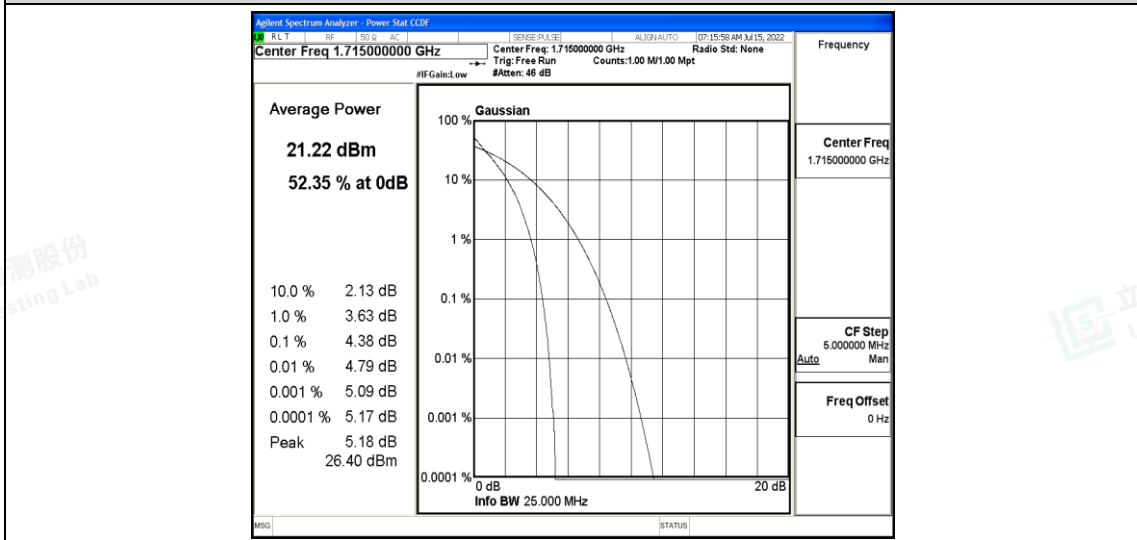 Agilent Spectrum Analyzer - Power Stat CCDF
LXI RLT RF 50 Ω AC SENSE:PULSE ALIGN AUTO 07:15:58 AM Jul 15, 2022
Center Freq 1.715000000 GHz
Center Freq: 1.715000000 GHz Radio Std: None
Trig: Free Run Counts:1.00 M/1.00 Mpt
#IFGain:Low #Atten: 46 dB
Frequency
Average Power
21.22 dBm
52.35 % at 0dB
10.0 % 2.13 dB
1.0 % 3.63 dB
0.1 % 4.38 dB
0.01 % 4.79 dB
0.001 % 5.09 dB
0.0001 % 5.17 dB
Peak 5.18 dB
26.40 dBm
Gaussian
100 %
10 %
1 %
0.1 %
0.01 %
0.001 %
0.0001 %
0 dB 20 dB
Info BW 25.000 MHz
Center Freq
1.715000000 GHz
CF Step
5.000000 MHz
Auto Man
Freq Offset
0 Hz
MSG STATUS
测股份
sting Lab
立